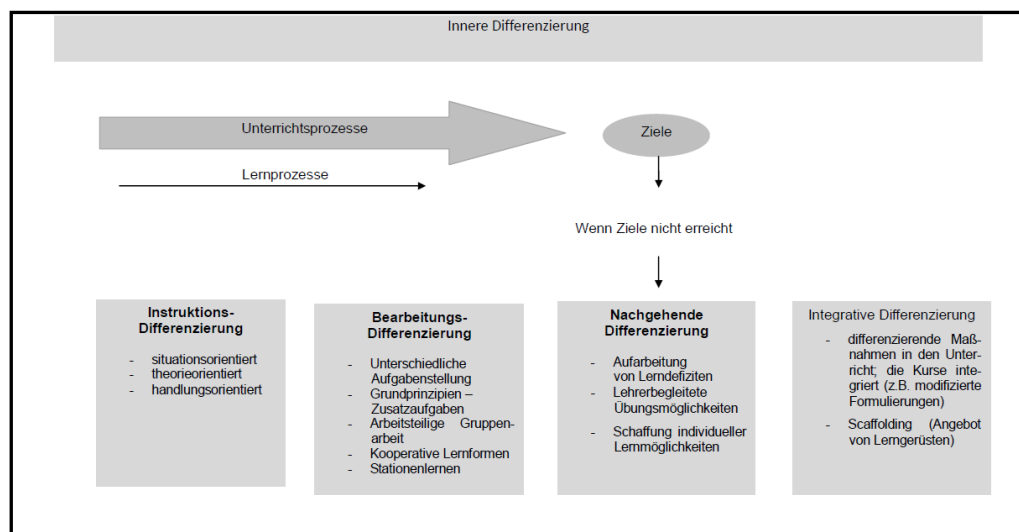 Innere Differenzierung
Unterrichtsprozesse
Ziele
Lernprozesse
Wenn Ziele nicht erreicht
Instruktions-
Differenzierung
- situationsorientiert
- theorieorientiert
- handlungsorientiert
Bearbeitungs-
Differenzierung
- Unterschiedliche
Aufgabenstellung
- Grundprinzipien –
Zusatzaufgaben
- Arbeitsteilige Gruppen-
arbeit
- Kooperative Lernformen
- Stationenlernen
Nachgehende
Differenzierung
- Aufarbeitung
von Lerndefiziten
- Lehrerbegleitete
Übungsmöglichkeiten
- Schaffung individueller
Lernmöglichkeiten
Integrative Differenzierung
- differenzierende Maß-
nahmen in den Unter-
richt; die Kurse inte-
griert (z.B. modifizierte
Formulierungen)
- Scaffolding (Angebot
von Lerngerüsten)